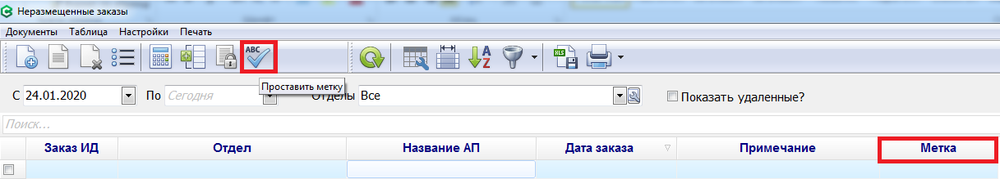 Неразмещенные заказы
Документы Таблица Настройки Печать
ABC
A
Z
XLS
Проставить метку
С 24.01.2020 По Сегодня Отделы Все Показать удаленные?
Поиск...
Заказ ИД Отдел Название АП Дата заказа Примечание Метка